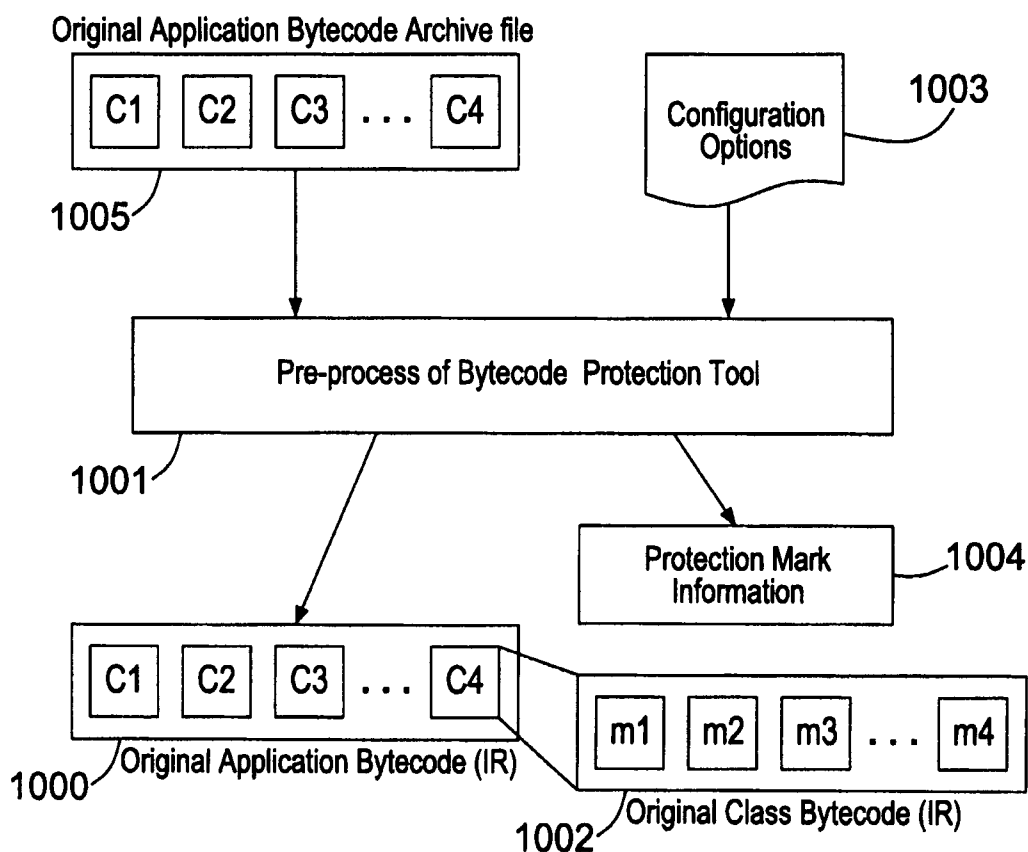 Original Application Bytecode Archive file
C1 C2 C3 . . . C4
1005
Configuration
Options
1003
Pre-process of Bytecode Protection Tool
1001
Protection Mark
Information
1004
C1 C2 C3 . . . C4
Original Application Bytecode (IR)
1000
m1 m2 m3 . . . m4
Original Class Bytecode (IR)
1002